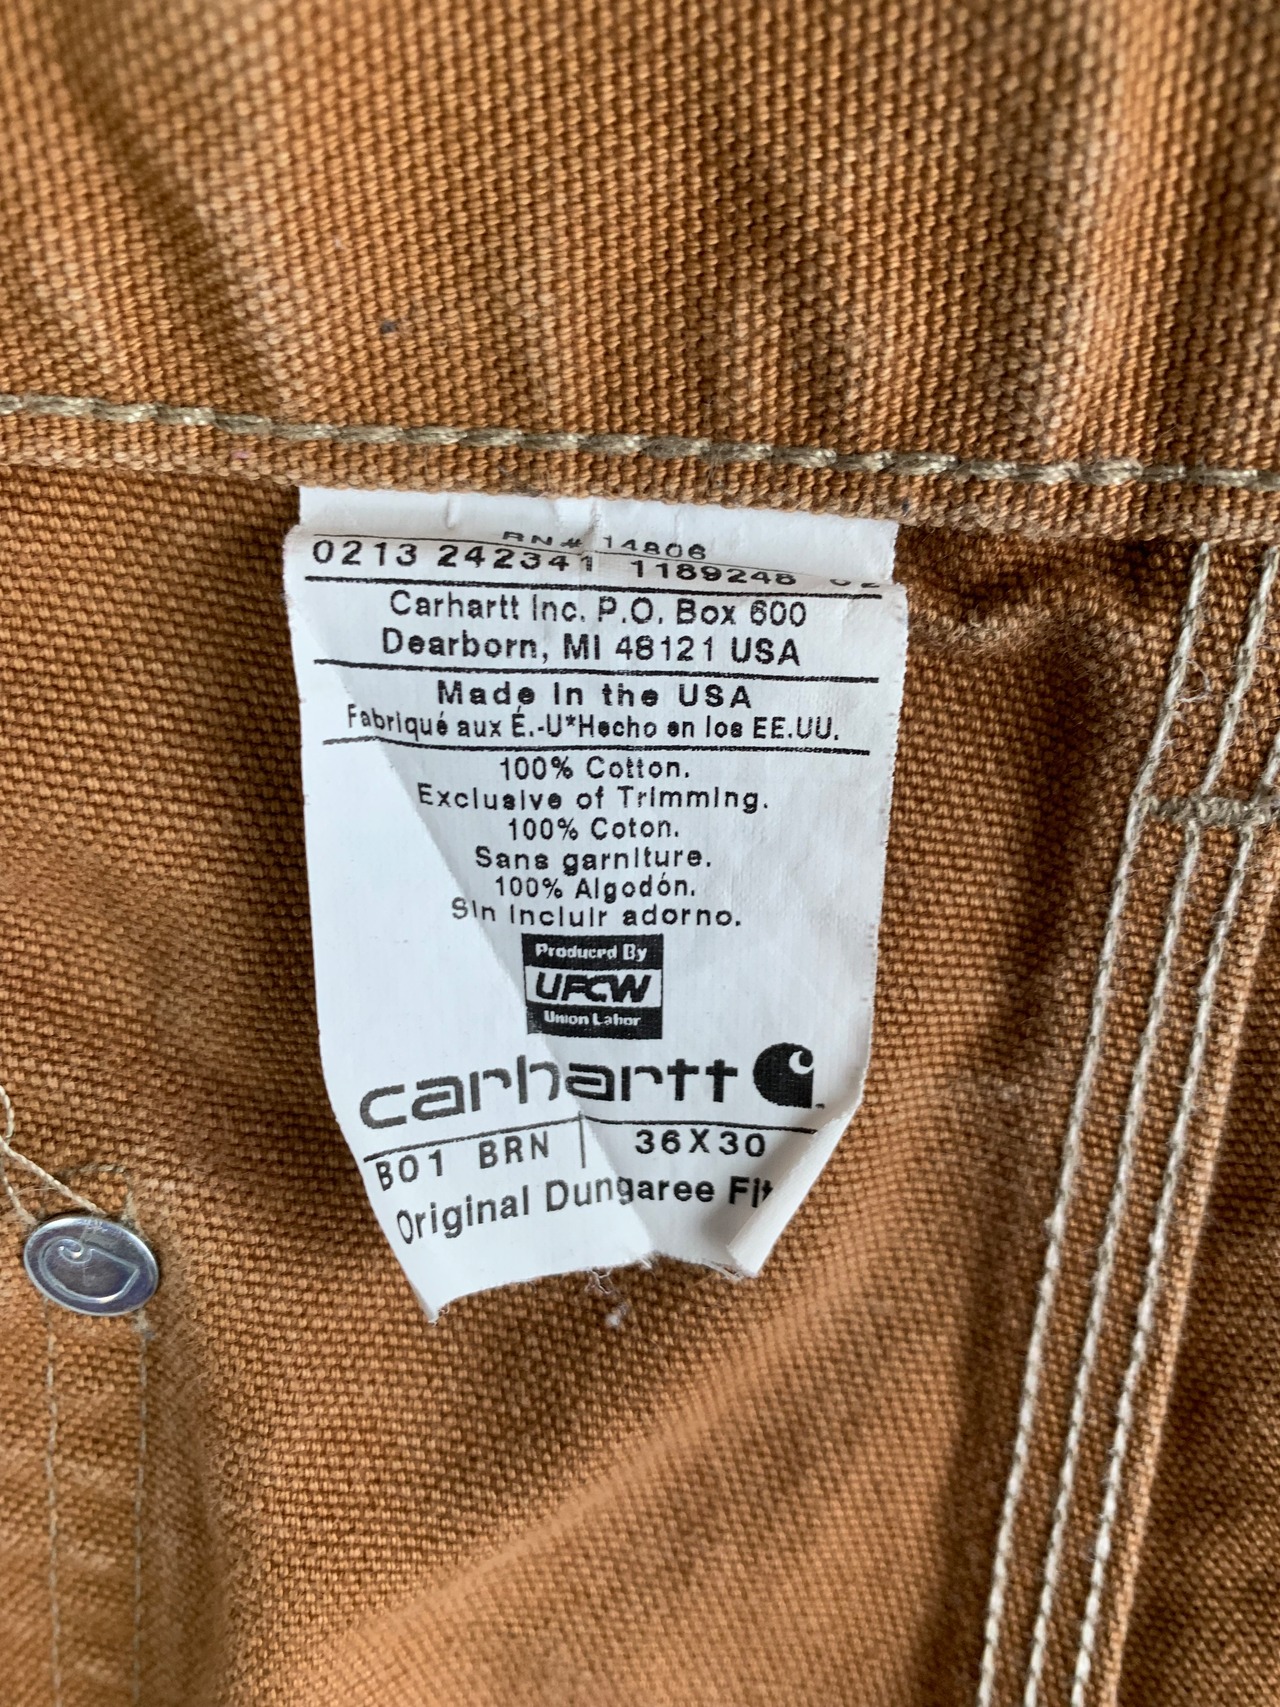 RN# 14806
0213 242341 1189248 02
Carhartt Inc. P.O. Box 600
Dearborn, MI 48121 USA
Made In the USA
Fabriqué aux É.-U*Hecho en los EE.UU.
100% Cotton.
Exclusive of Trimming.
100% Coton.
Sans garniture.
100% Algodón.
Sin incluir adorno.
Produced By
UFCW
Union Labor
carhartt
B01 BRN 36X30
Original Dungaree Fit